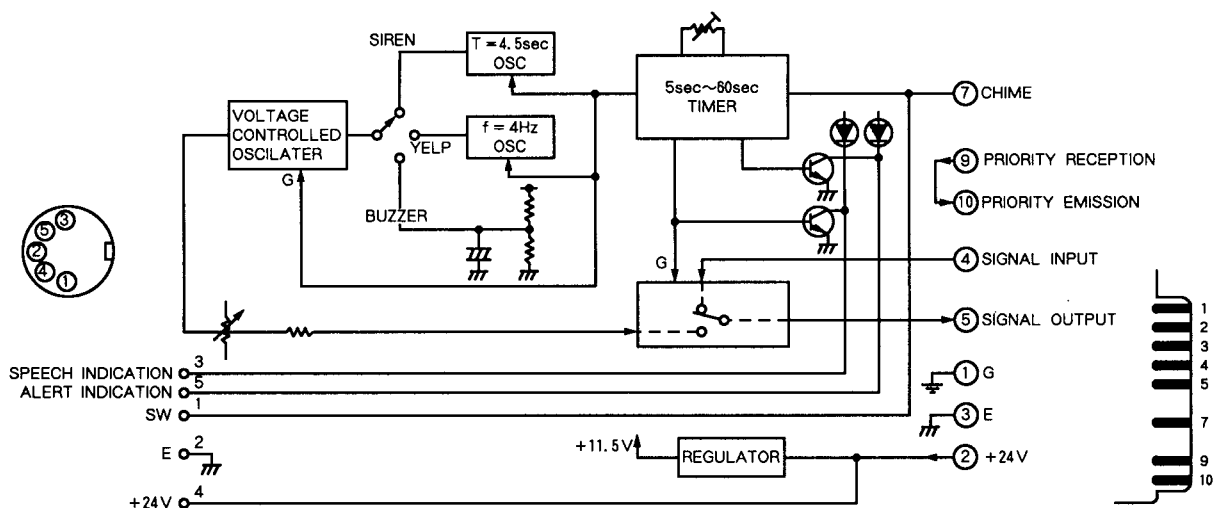 SIREN
T = 4.5sec
OSC
5sec~60sec
TIMER
⑦ CHIME
VOLTAGE
CONTROLLED
OSCILATER
YELP
f = 4Hz
OSC
G
BUZZER
⑨ PRIORITY RECEPTION
⑩ PRIORITY EMISSION
③
⑤
②
④
①
G
④ SIGNAL INPUT
⑤ SIGNAL OUTPUT
SPEECH INDICATION 3
ALERT INDICATION 5
SW 1
① G
③ E
E 2
+11.5V
REGULATOR
② +24V
+24V 4
1
2
3
4
5
7
9
10